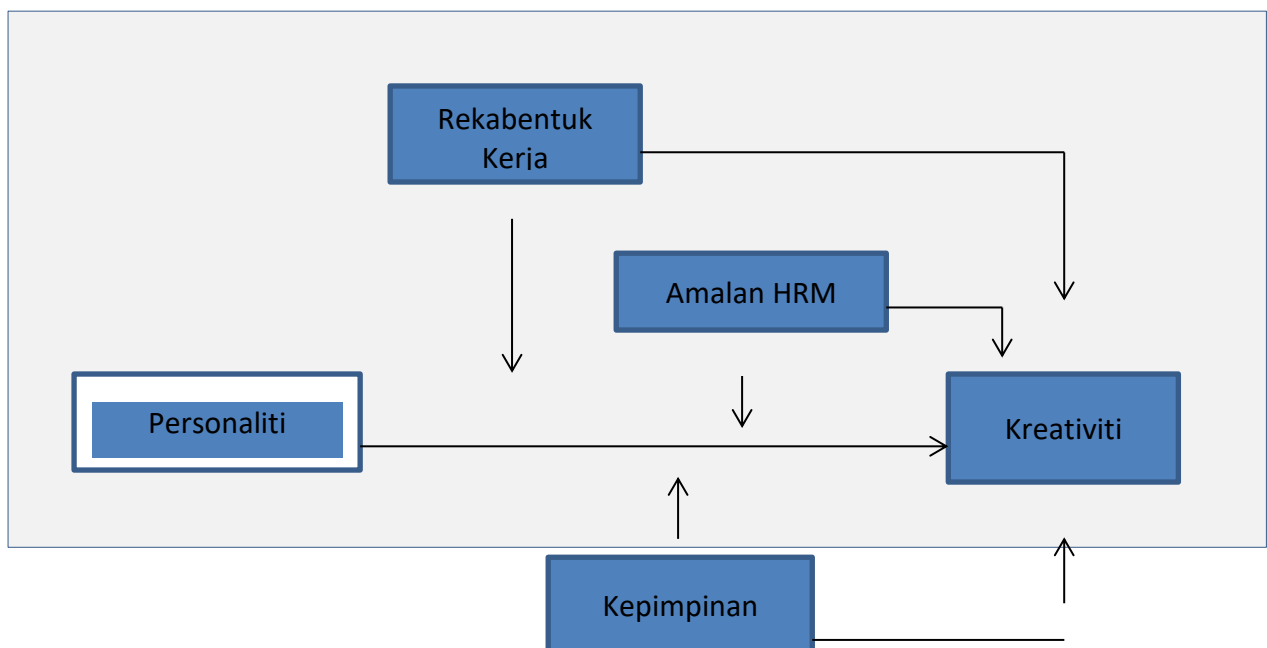 Rekabentuk
Kerja
Amalan HRM
Personaliti
Kreativiti
Kepimpinan